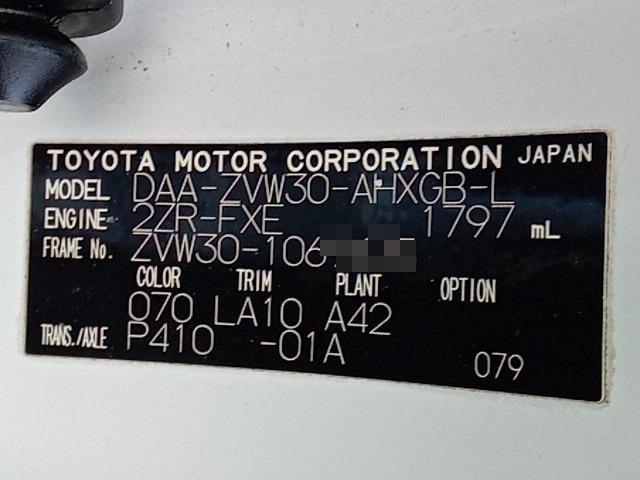 TOYOTA MOTOR CORPORATION JAPAN
MODEL DAA-ZVW30-AHXGB-L
ENGINE 2ZR-FXE 1797 mL
FRAME No. ZVW30-106
COLOR TRIM PLANT OPTION
070 LA10 A42
TRANS./AXLE P410 -01A
079